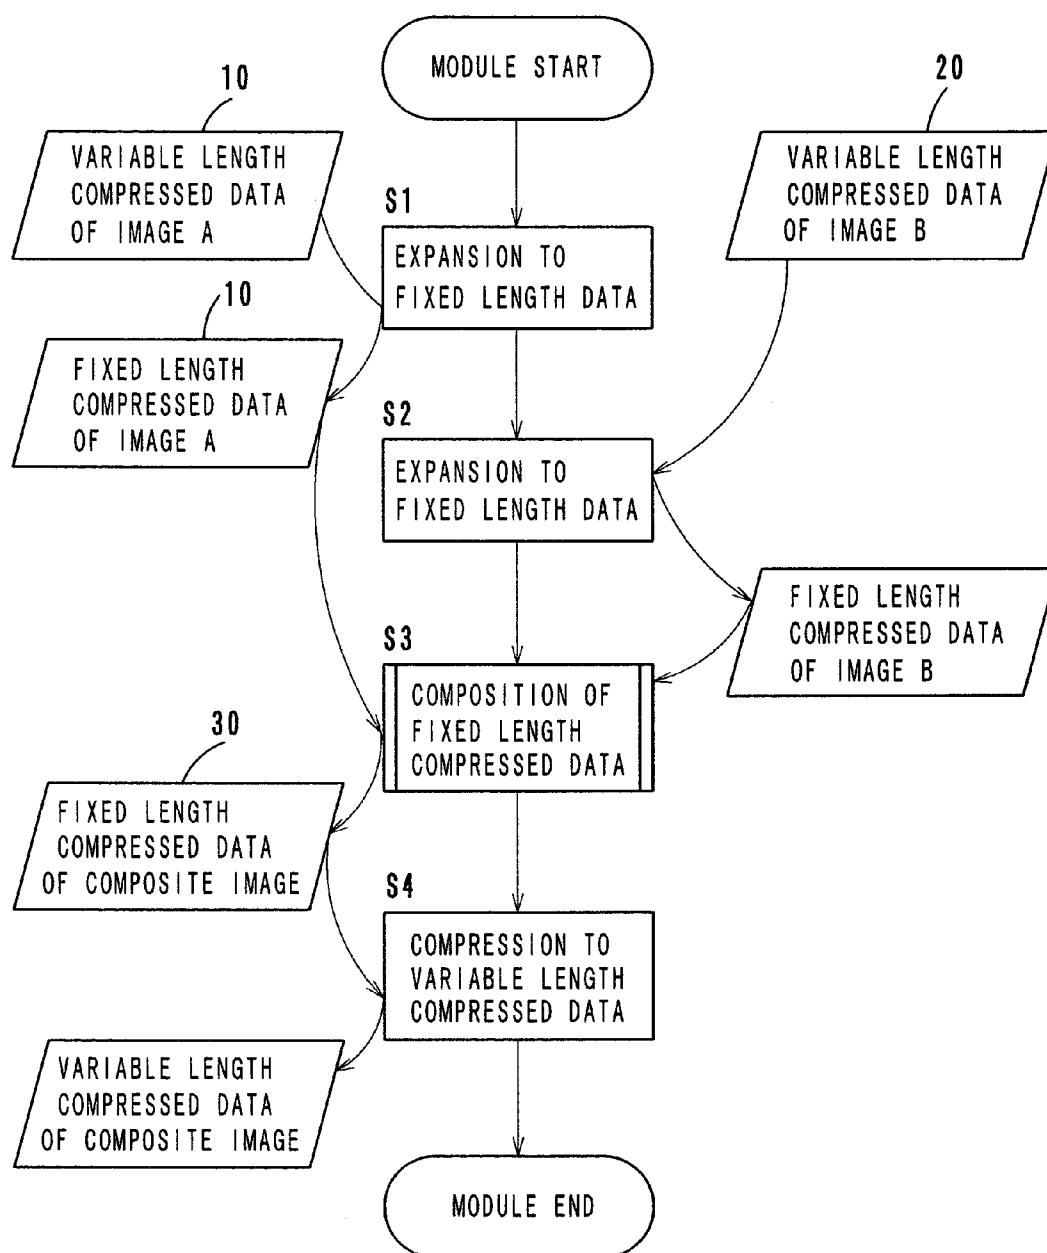 MODULE START
10
VARIABLE LENGTH
COMPRESSED DATA
OF IMAGE A
20
VARIABLE LENGTH
COMPRESSED DATA
OF IMAGE B
S1
EXPANSION TO
FIXED LENGTH DATA
10
FIXED LENGTH
COMPRESSED DATA
OF IMAGE A
S2
EXPANSION TO
FIXED LENGTH DATA
FIXED LENGTH
COMPRESSED DATA
OF IMAGE B
S3
COMPOSITION OF
FIXED LENGTH
COMPRESSED DATA
30
FIXED LENGTH
COMPRESSED DATA
OF COMPOSITE IMAGE
S4
COMPRESSION TO
VARIABLE LENGTH
COMPRESSED DATA
VARIABLE LENGTH
COMPRESSED DATA
OF COMPOSITE IMAGE
MODULE END